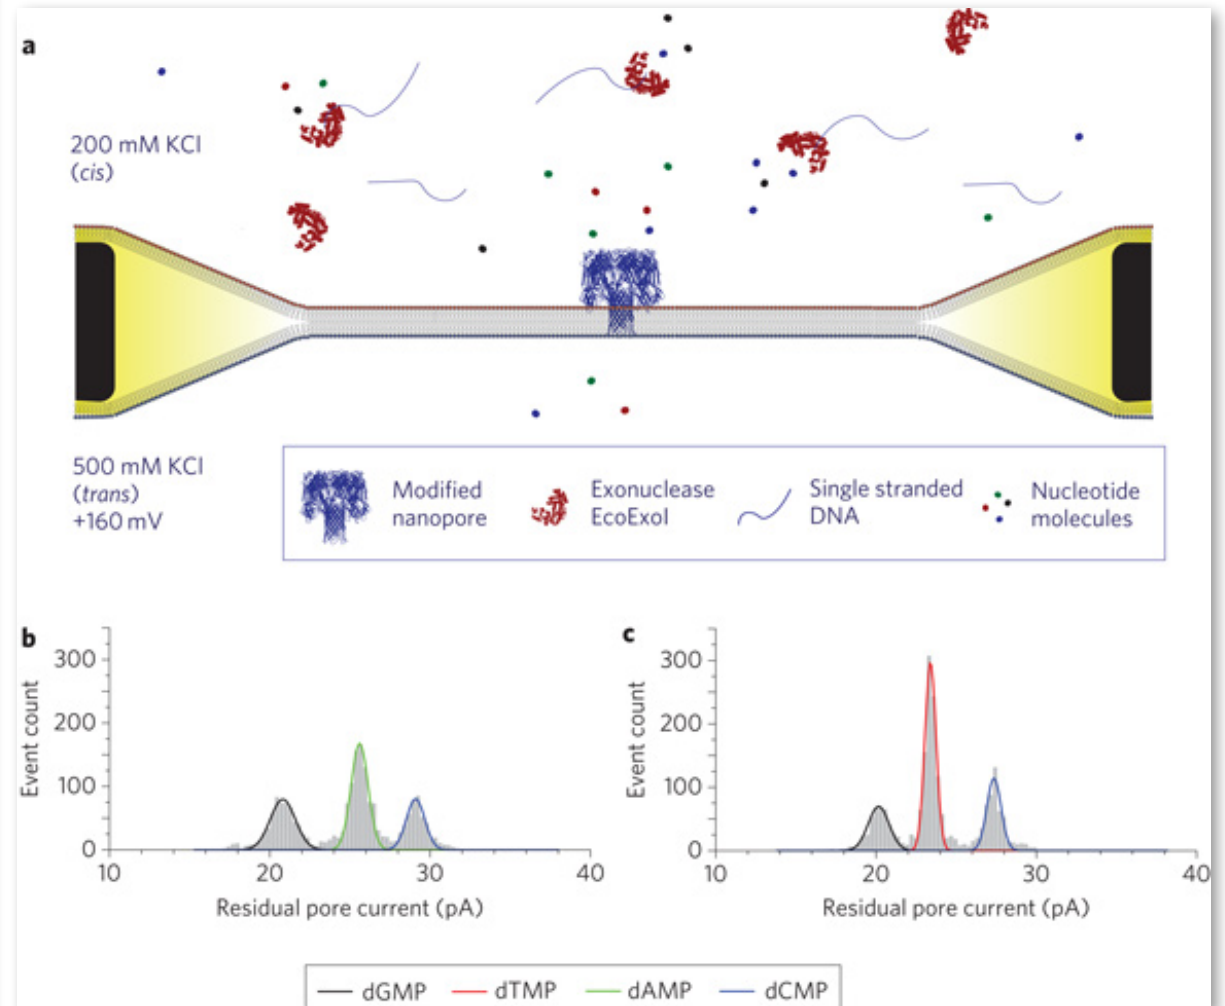 a
200 mM KCl
(cis)
500 mM KCl
(trans)
+160 mV
Modified
nanopore
Exonuclease
EcoExoI
Single stranded
DNA
Nucleotide
molecules
b
300
200
100
0
Event count
10 20 30 40
Residual pore current (pA)
c
300
200
100
0
Event count
10 20 30 40
Residual pore current (pA)
dGMP dTMP dAMP dCMP